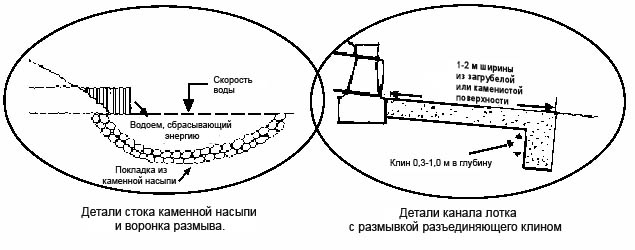 Скорость
воды
Водоем, сбрасывающий
энергию
Покладка из
каменной насыпи
Детали стока каменной насыпи
и воронка размыва.
1-2 м ширины
из загрубелой
или каменистой
поверхности
Клин 0,3-1,0 м в глубину
Детали канала лотка
с размывкой разъединяющего клином